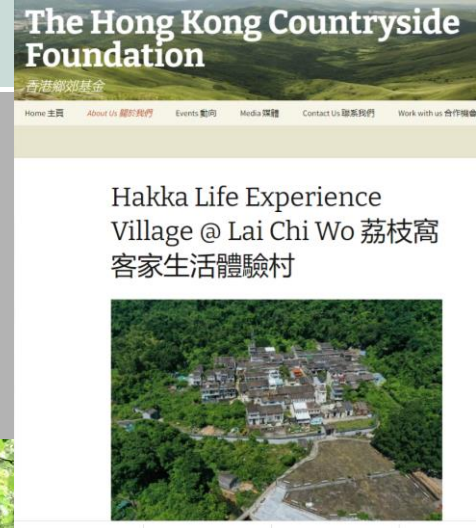 The Hong Kong Countryside
Foundation
香港鄉郊基金
Home 主頁 About Us 關於我們 Events 動向 Media 媒體 Contact Us 聯系我們 Work with us 合作機會
Hakka Life Experience
Village @ Lai Chi Wo 荔枝窩
客家生活體驗村